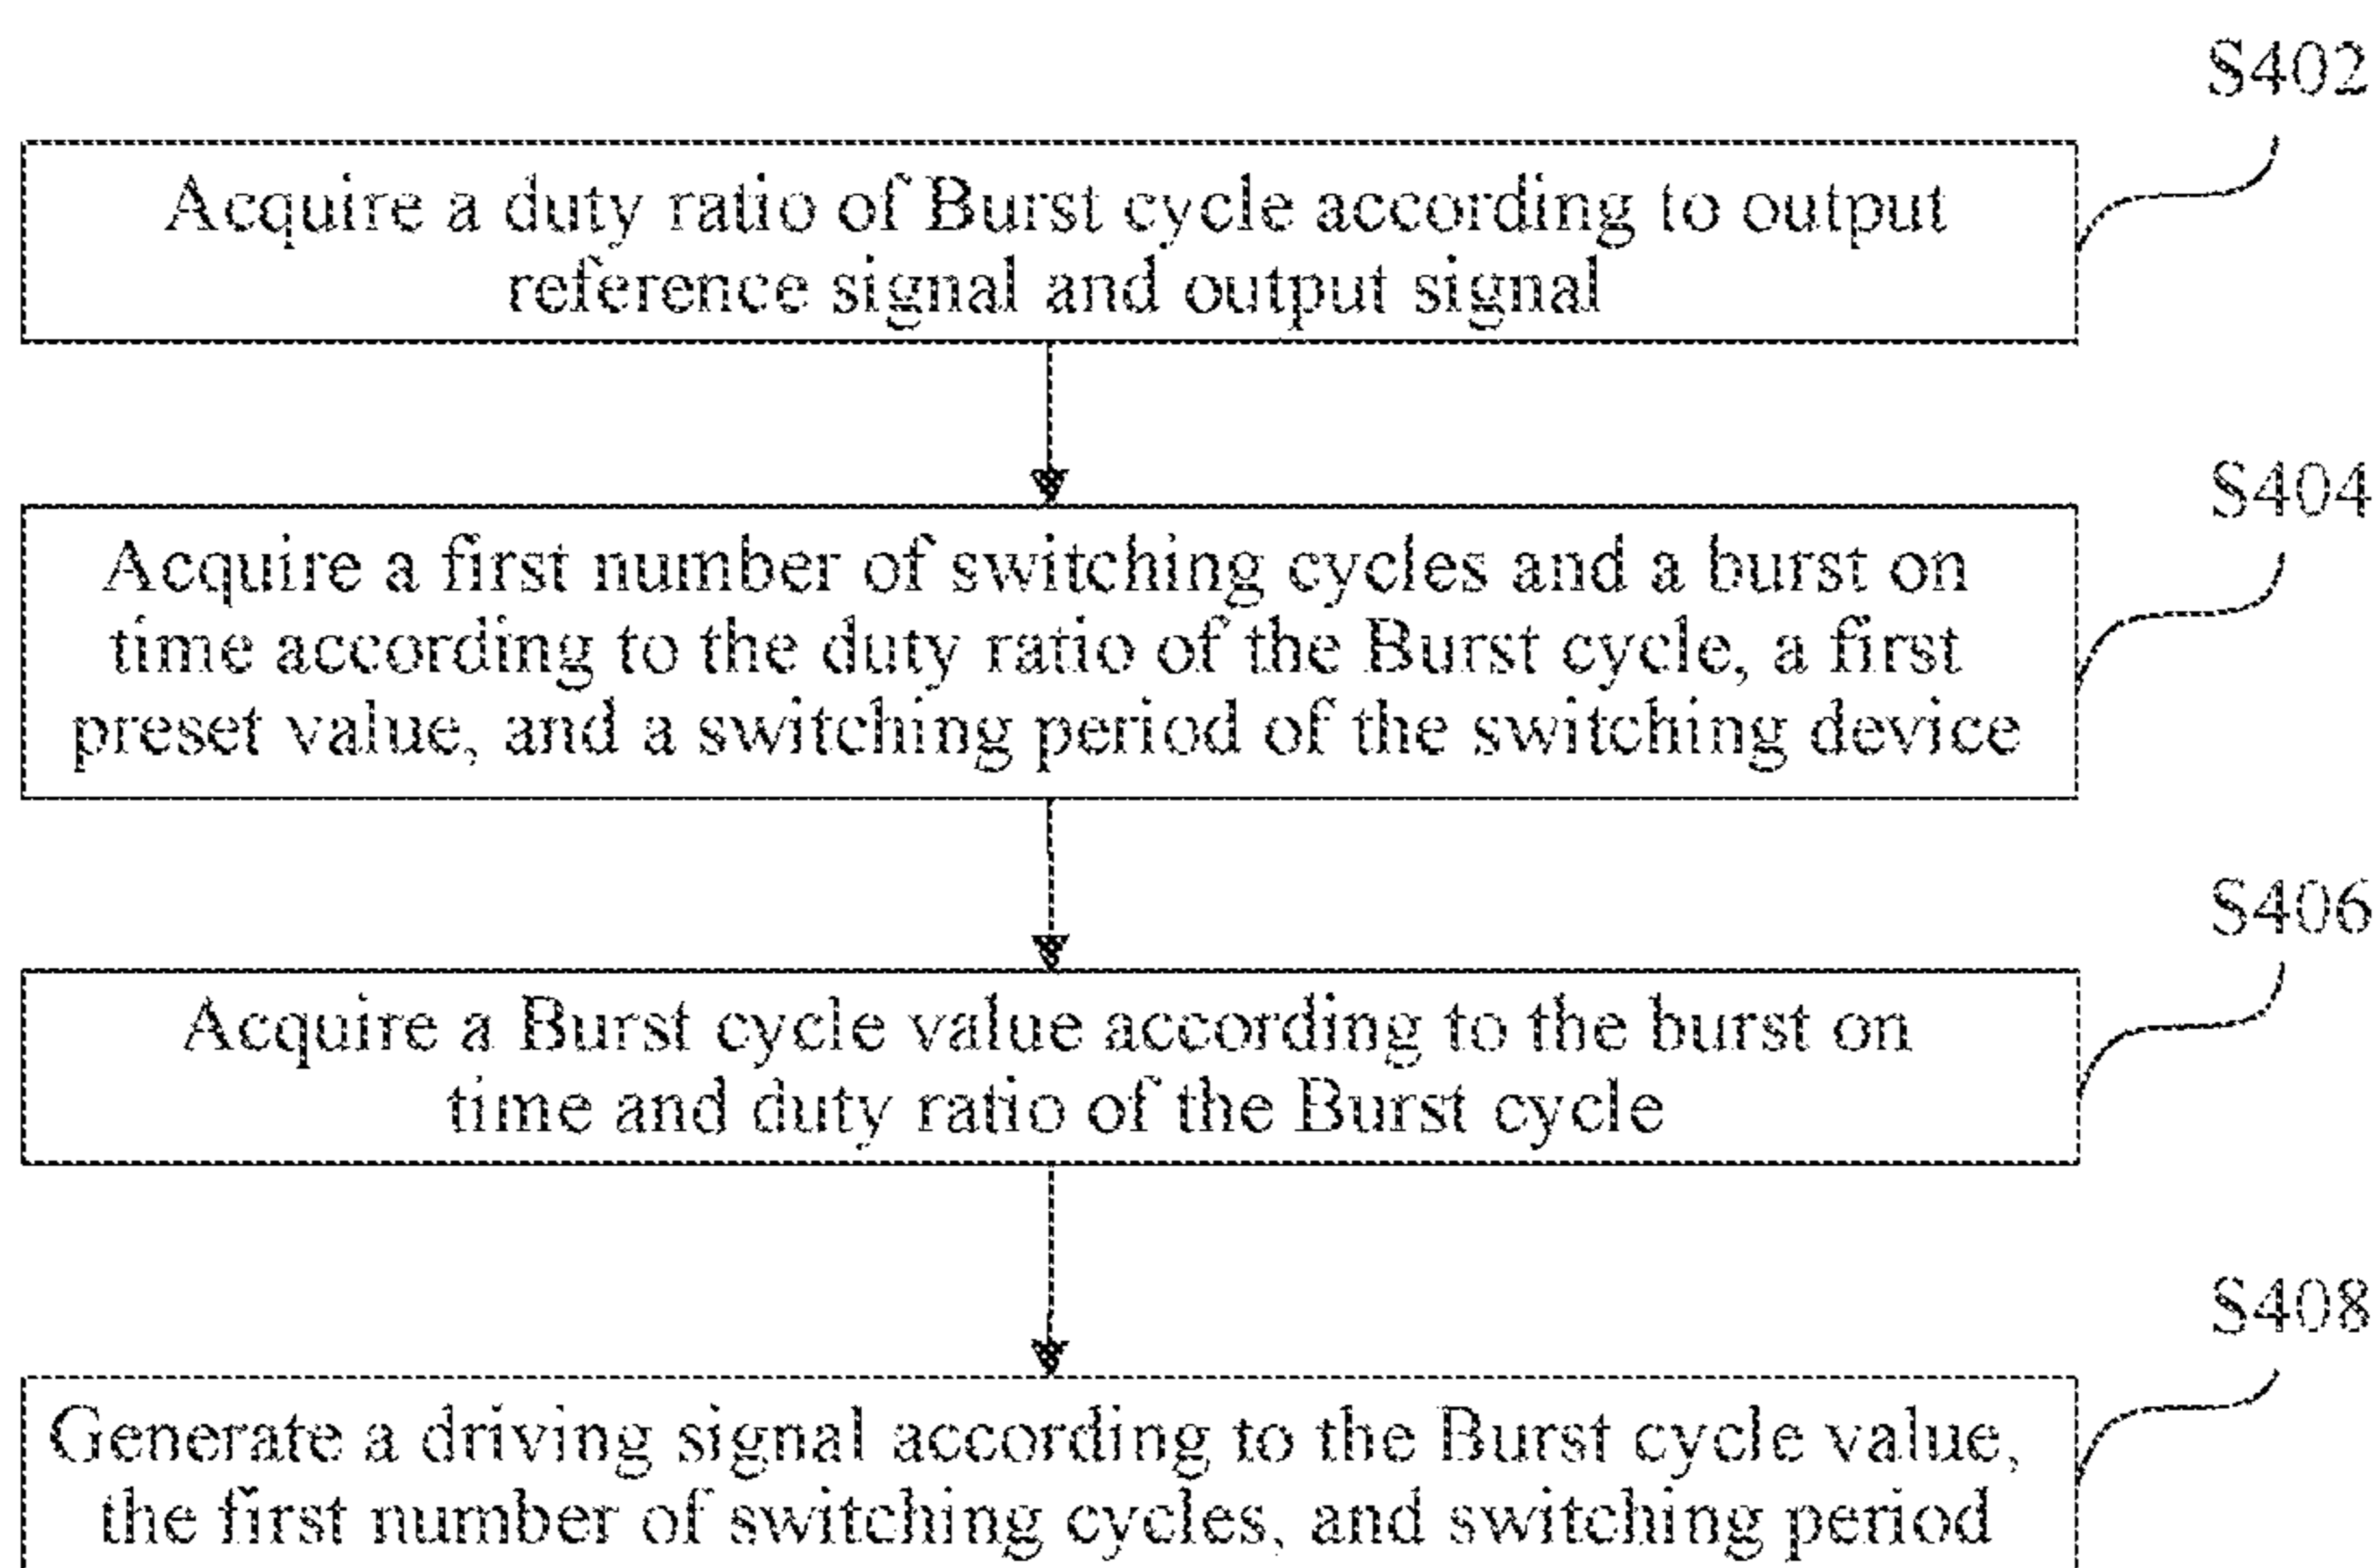 S402
Acquire a duty ratio of Burst cycle according to output
reference signal and output signal
S404
Acquire a first number of switching cycles and a burst on
time according to the duty ratio of the Burst cycle, a first
preset value, and a switching period of the switching device
S406
Acquire a Burst cycle value according to the burst on
time and duty ratio of the Burst cycle
S408
Generate a driving signal according to the Burst cycle value,
the first number of switching cycles, and switching period